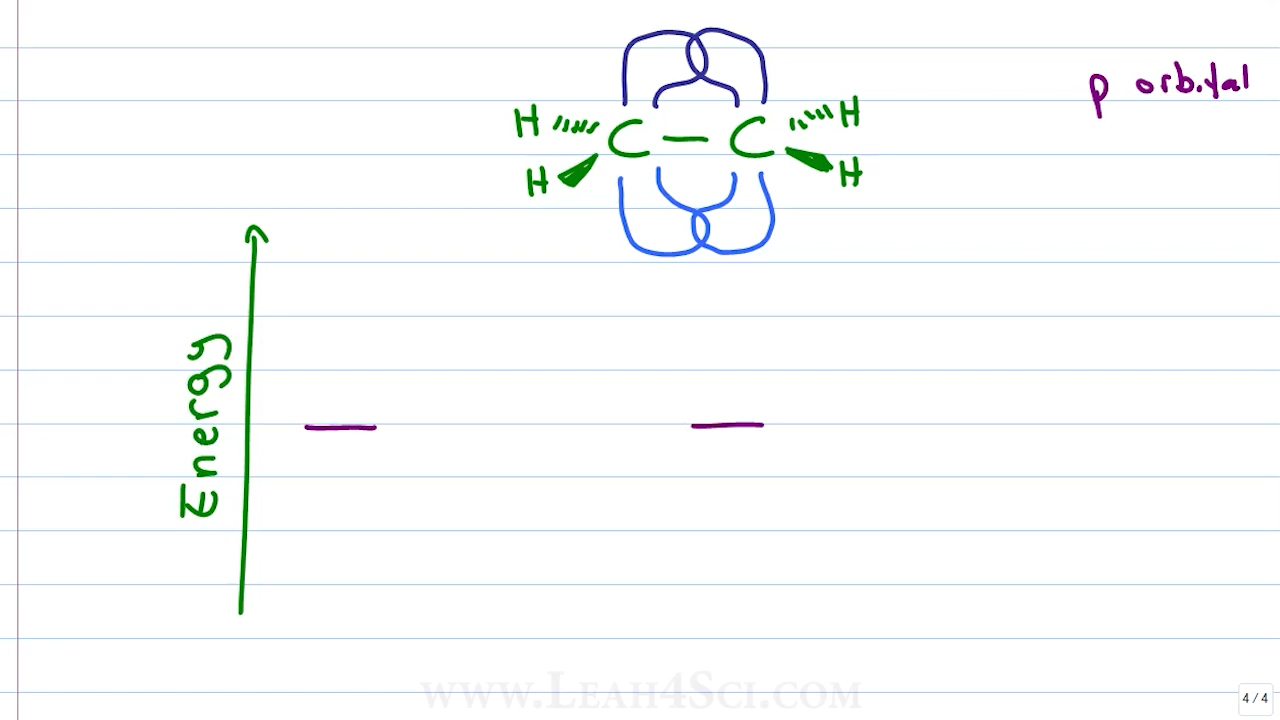 p orbital
H C — C H
H H
Energy
www.Leah4Sci.com
4 / 4